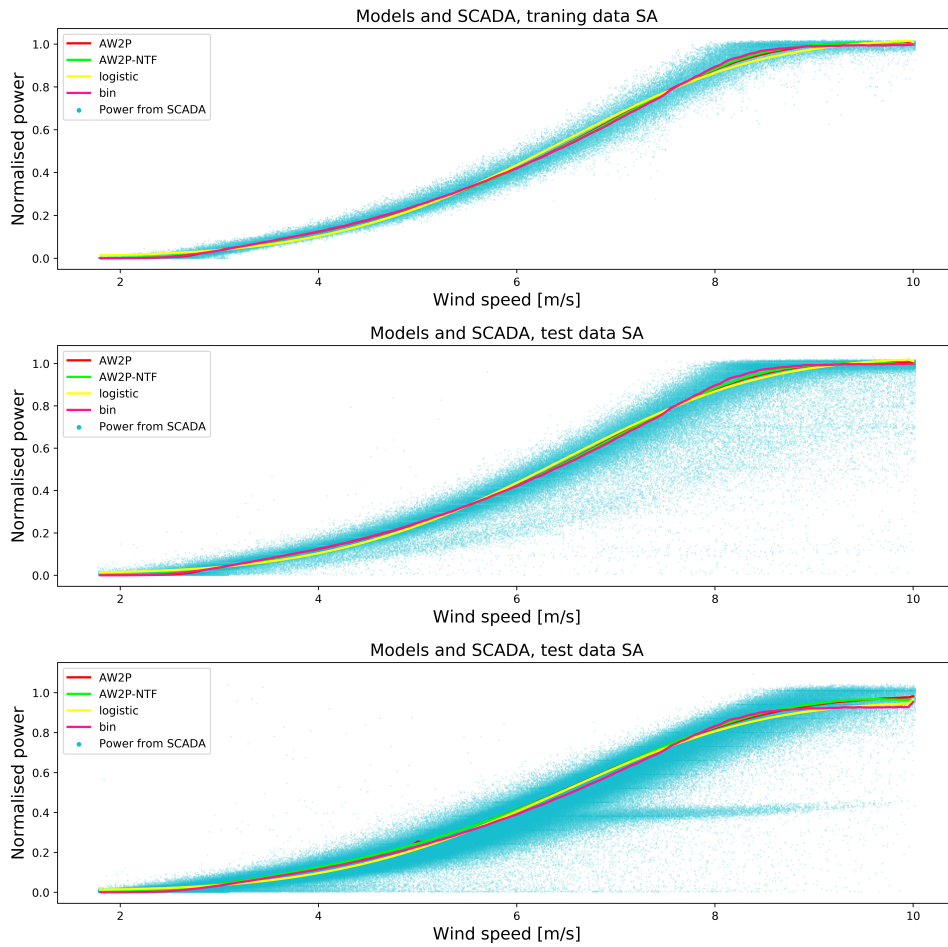 Models and SCADA, traning data SA
1.0
0.8
0.6
0.4
0.2
0.0
Normalised power
AW2P
AW2P-NTF
logistic
bin
Power from SCADA
2 4 6 8 10
Wind speed [m/s]
Models and SCADA, test data SA
1.0
0.8
0.6
0.4
0.2
0.0
Normalised power
AW2P
AW2P-NTF
logistic
bin
Power from SCADA
2 4 6 8 10
Wind speed [m/s]
Models and SCADA, test data SA
1.0
0.8
0.6
0.4
0.2
0.0
Normalised power
AW2P
AW2P-NTF
logistic
bin
Power from SCADA
2 4 6 8 10
Wind speed [m/s]